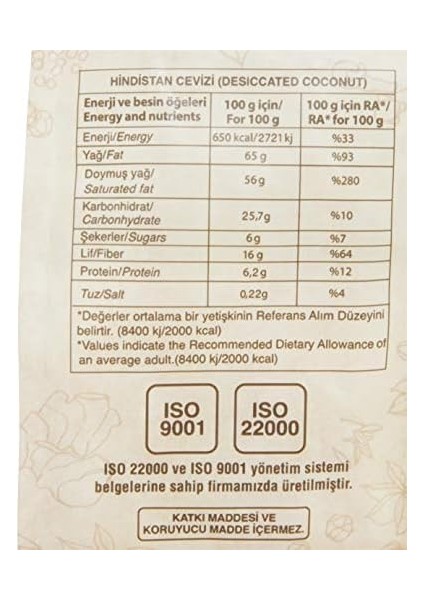 HİNDİSTAN CEVİZİ (DESICCATED COCONUT)
Enerji ve besin öğeleri 100 g için/ 100 g için RA*/
Energy and nutrients For 100 g RA* for 100 g
Enerji/Energy 650 kcal/2721 kj %33
Yağ/Fat 65 g %93
Doymuş yağ/
Saturated fat 56 g %280
Karbonhidrat/
Carbohydrate 25,7g %10
Şekerler/Sugars 6 g %7
Lif/Fiber 16 g %64
Protein/Protein 6,2 g %12
Tuz/Salt 0,22g %4
*Değerler ortalama bir yetişkinin Referans Alım Düzeyini
belirtir. (8400 kj/2000 kcal)
*Values indicate the Recommended Dietary Allowance of
an average adult.(8400 kj/2000 kcal)
ISO
9001
ISO
22000
ISO 22000 ve ISO 9001 yönetim sistemi
belgelerine sahip firmamızda üretilmiştir.
KATKI MADDESİ VE
KORUYUCU MADDE İÇERMEZ.